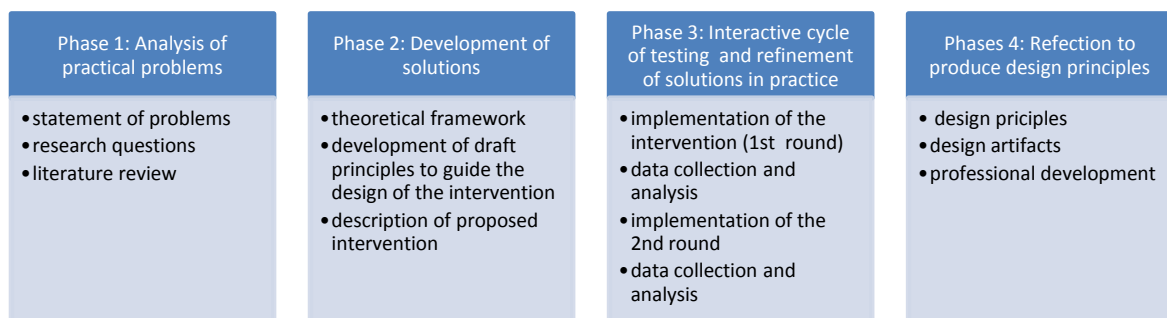 Phase 1: Analysis of
practical problems
•statement of problems
•research questions
•literature review
Phase 2: Development of
solutions
•theoretical framework
•development of draft
principles to guide the
design of the intervention
•description of proposed
intervention
Phase 3: Interactive cycle
of testing and refinement
of solutions in practice
•implementation of the
intervention (1st round)
•data collection and
analysis
•implementation of the
2nd round
•data collection and
analysis
Phases 4: Refection to
produce design principles
• design priciples
•design artifacts
•professional development